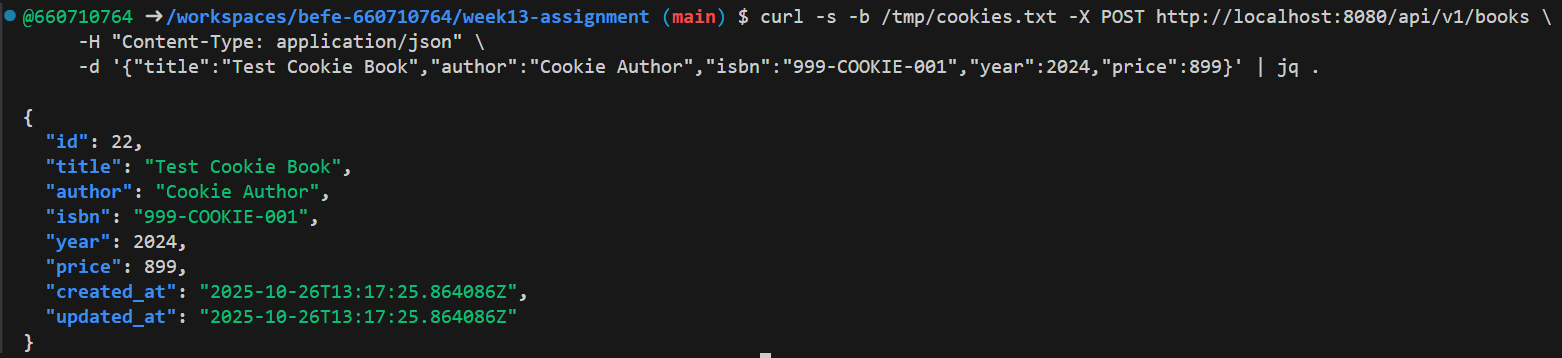 @660710764 ➜ /workspaces/befe-660710764/week13-assignment (main) $ curl -s -b /tmp/cookies.txt -X POST http://localhost:8080/api/v1/books \
-H "Content-Type: application/json" \
-d '{"title":"Test Cookie Book","author":"Cookie Author","isbn":"999-COOKIE-001","year":2024,"price":899}' | jq .
{
"id": 22,
"title": "Test Cookie Book",
"author": "Cookie Author",
"isbn": "999-COOKIE-001",
"year": 2024,
"price": 899,
"created_at": "2025-10-26T13:17:25.864086Z",
"updated_at": "2025-10-26T13:17:25.864086Z"
}